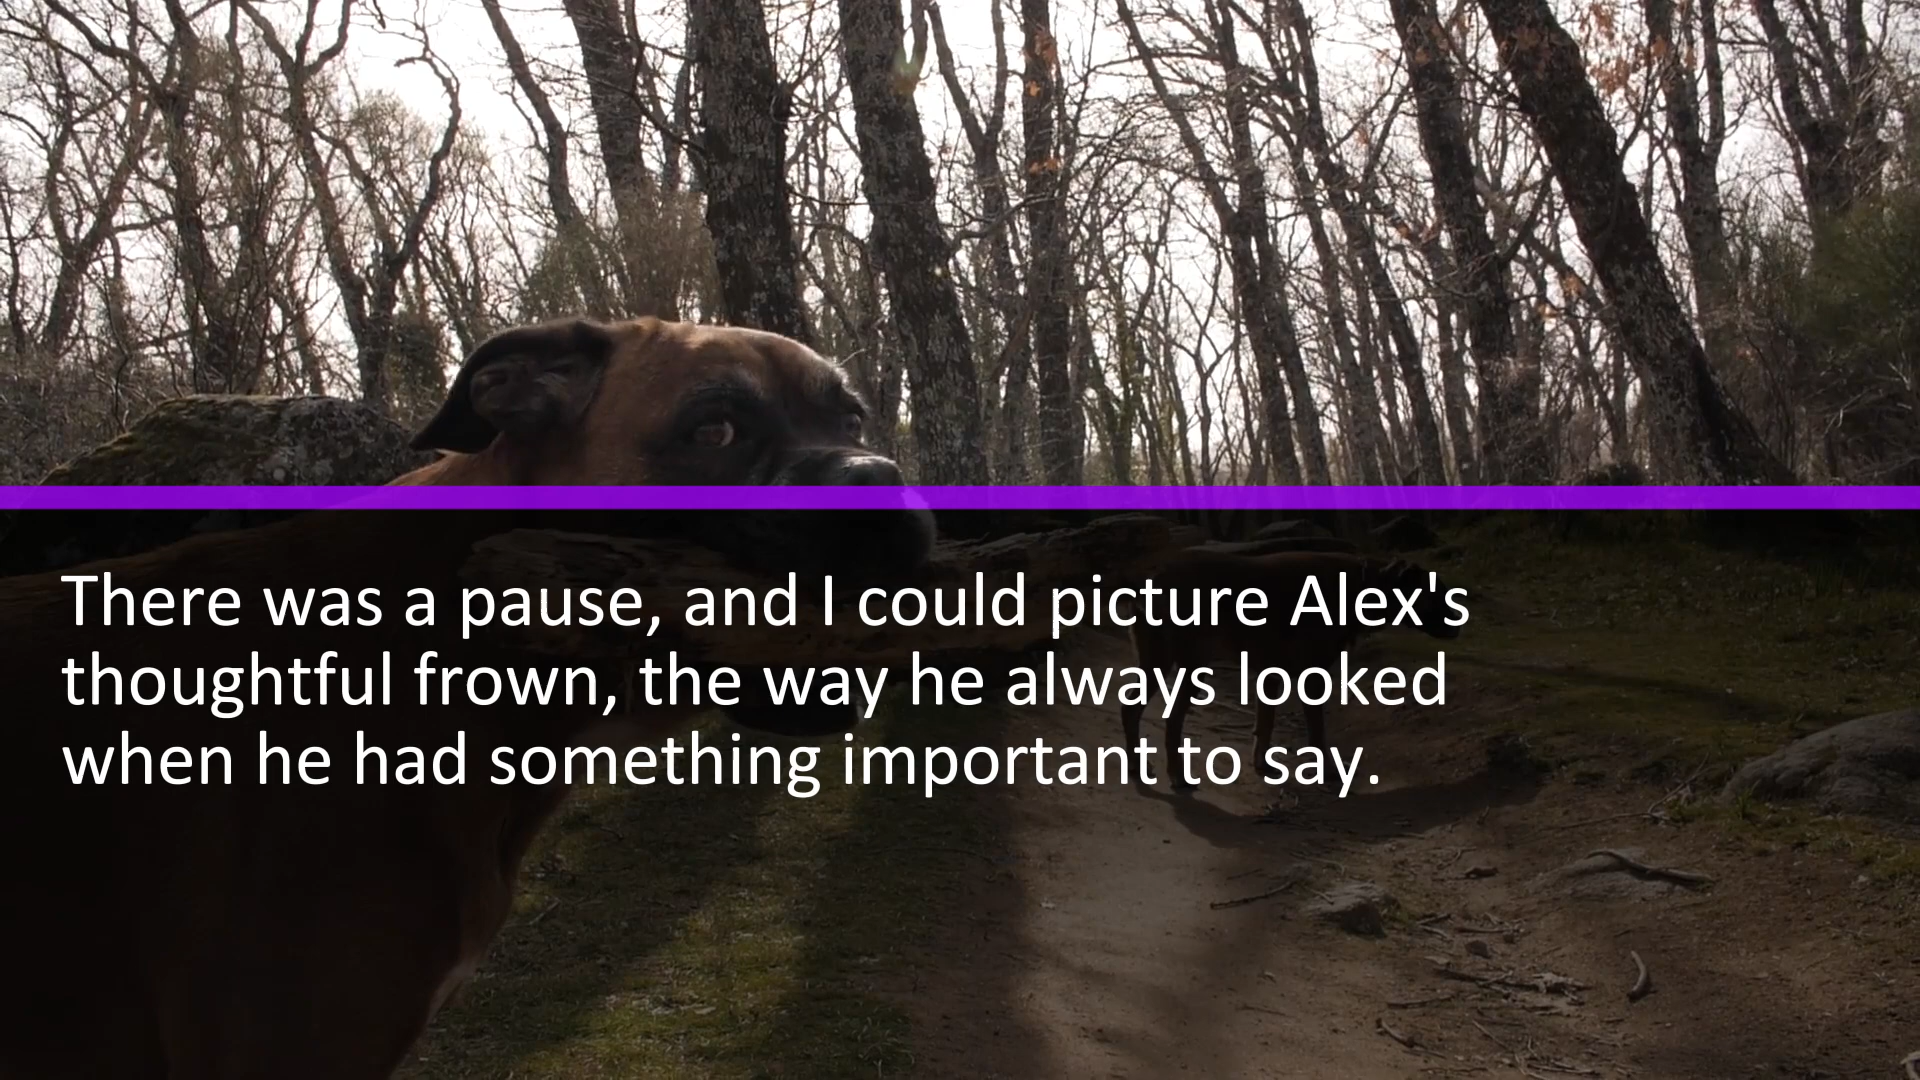 There was a pause, and I could picture Alex's
thoughtful frown, the way he always looked
when he had something important to say.